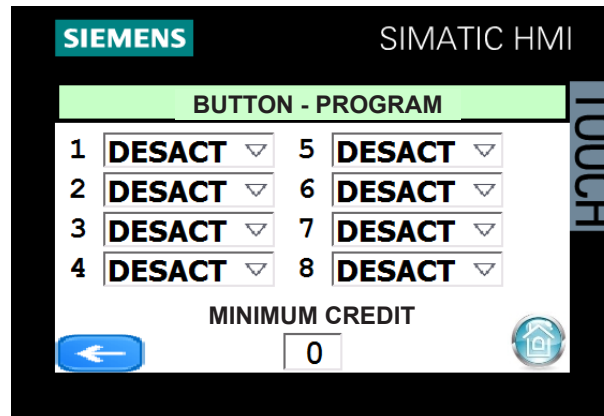 SIEMENS SIMATIC HMI
TOUCH
BUTTON - PROGRAM
1 DESACT 5 DESACT
2 DESACT 6 DESACT
3 DESACT 7 DESACT
4 DESACT 8 DESACT
MINIMUM CREDIT
0